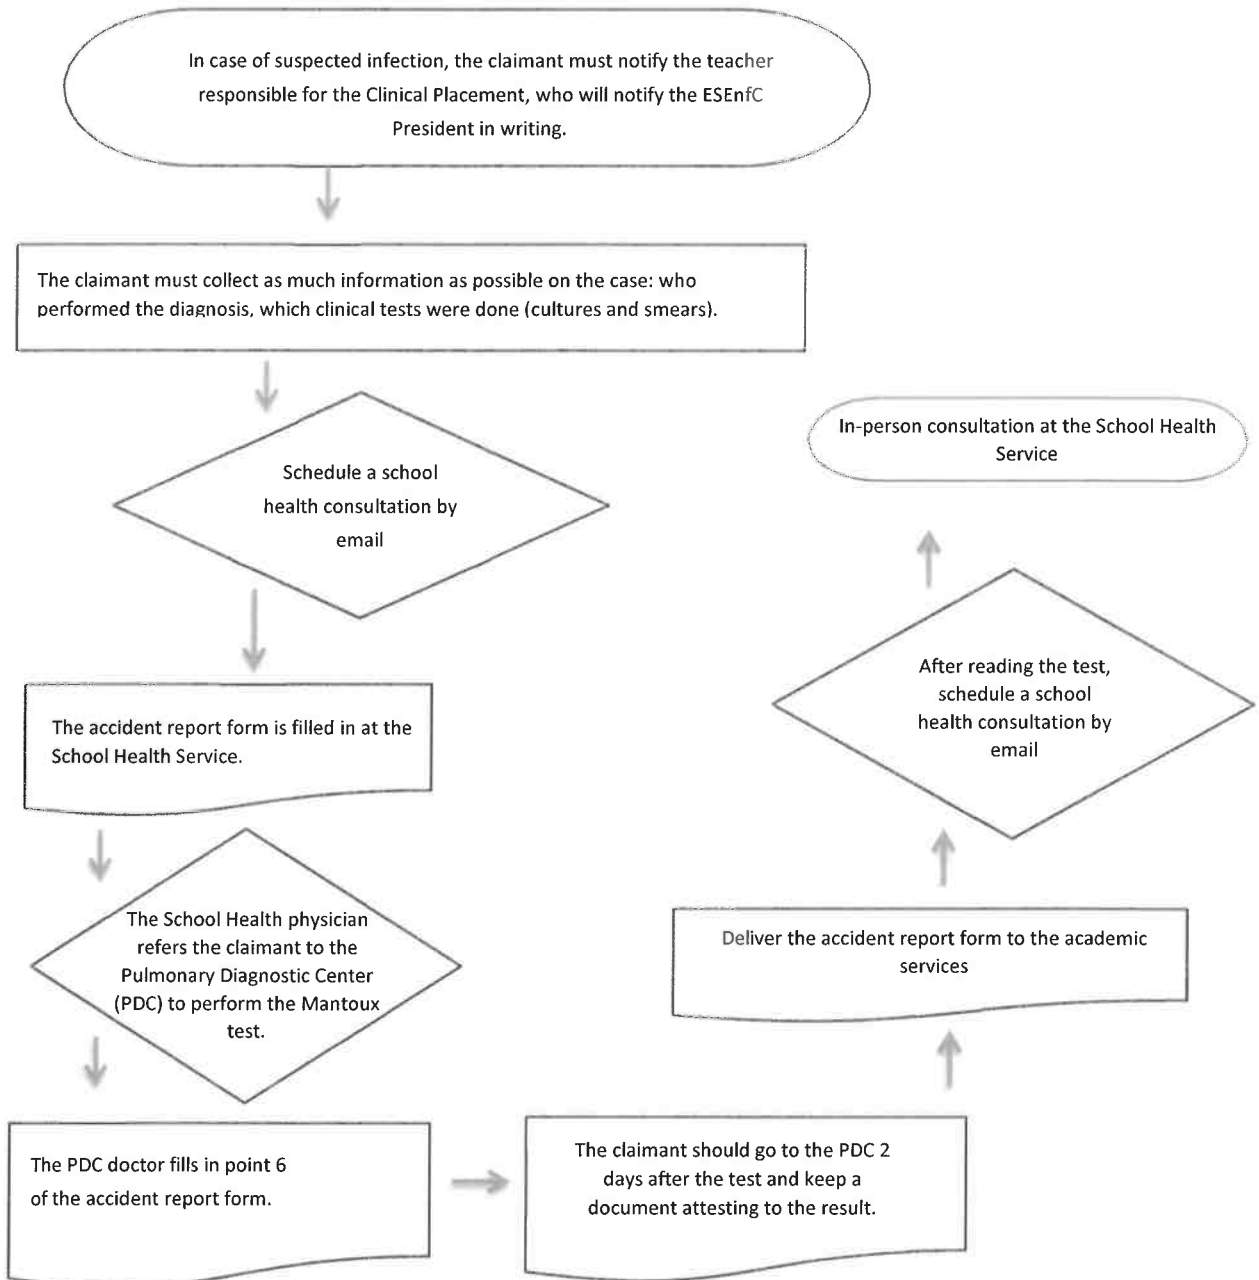 In case of suspected infection, the claimant must notify the teacher
responsible for the Clinical Placement, who will notify the ESEnfC
President in writing.
The claimant must collect as much information as possible on the case: who
performed the diagnosis, which clinical tests were done (cultures and smears).
Schedule a school
health consultation by
email
The accident report form is filled in at the
School Health Service.
The School Health physician
refers the claimant to the
Pulmonary Diagnostic Center
(PDC) to perform the Mantoux
test.
The PDC doctor fills in point 6
of the accident report form.
The claimant should go to the PDC 2
days after the test and keep a
document attesting to the result.
Deliver the accident report form to the academic
services
After reading the test,
schedule a school
health consultation by
email
In-person consultation at the School Health
Service